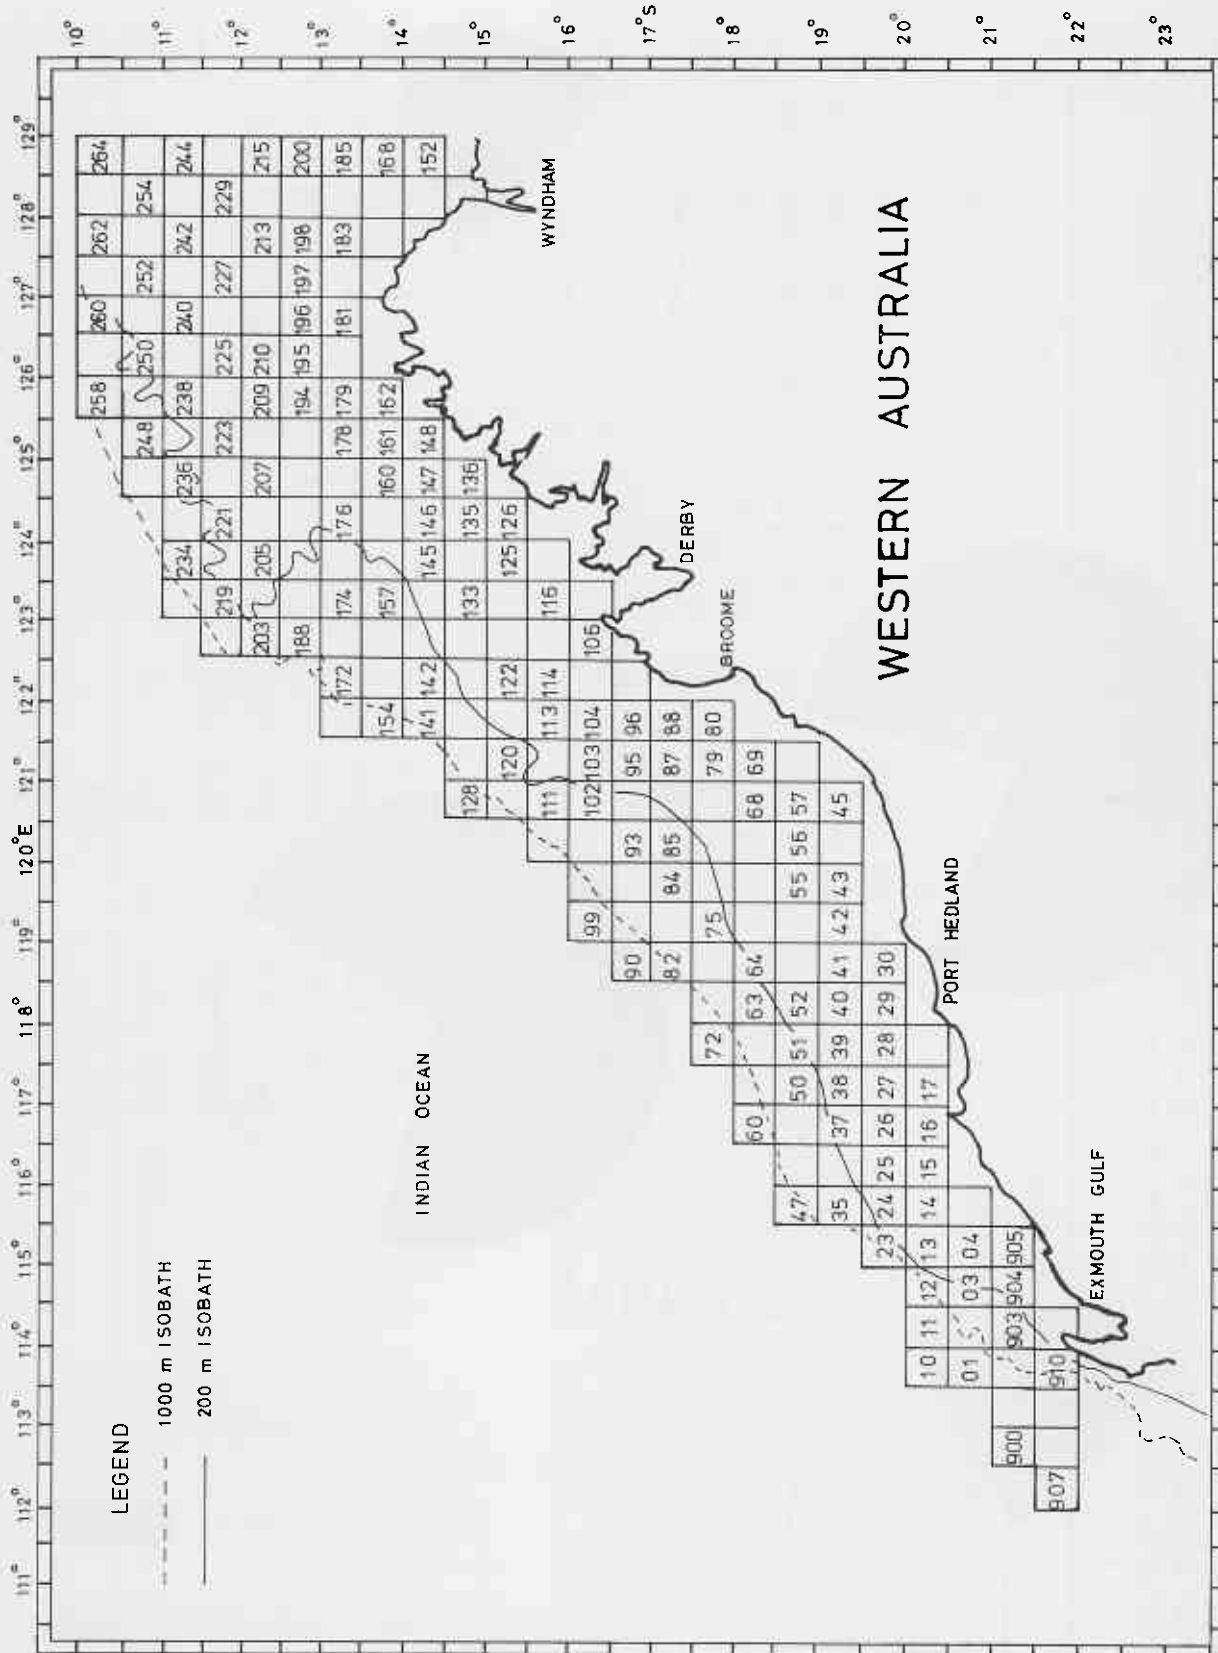 111°
112°
113°
114°
115°
116°
117°
118°
119°
120°E
121°
122°
123°
124°
125°
126°
127°
128°
129°
10°
11°
12°
13°
14°
15°
16°
17°S
18°
19°
20°
21°
22°
23°
LEGEND
1000 m ISOBATH
200 m ISOBATH
INDIAN OCEAN
WESTERN AUSTRALIA
WYNDHAM
DERBY
BROOME
PORT HEDLAND
EXMOUTH GULF
258 260 262 264
248 250 252 254
234 236 238 240 242 244
219 221 223 225 227 229
203 205 207 209 210 213 215
188 194 195 196 197 198 200
172 174 176 178 179 181 183 185
154 157 160 161 162 168
141 142 145 146 147 148 152
128 133 135 136
120 122 125 126
111 113 114 116
99 102 103 104 106
90 93 95 96
82 84 85 87 88
72 75 79 80
60 63 64 68 69
47 50 51 52 55 56 57
35 37 38 39 40 41 42 43 45
23 24 25 26 27 28 29 30
10 11 12 13 14 15 16 17
01 03 04
900 903 904 905
907 910